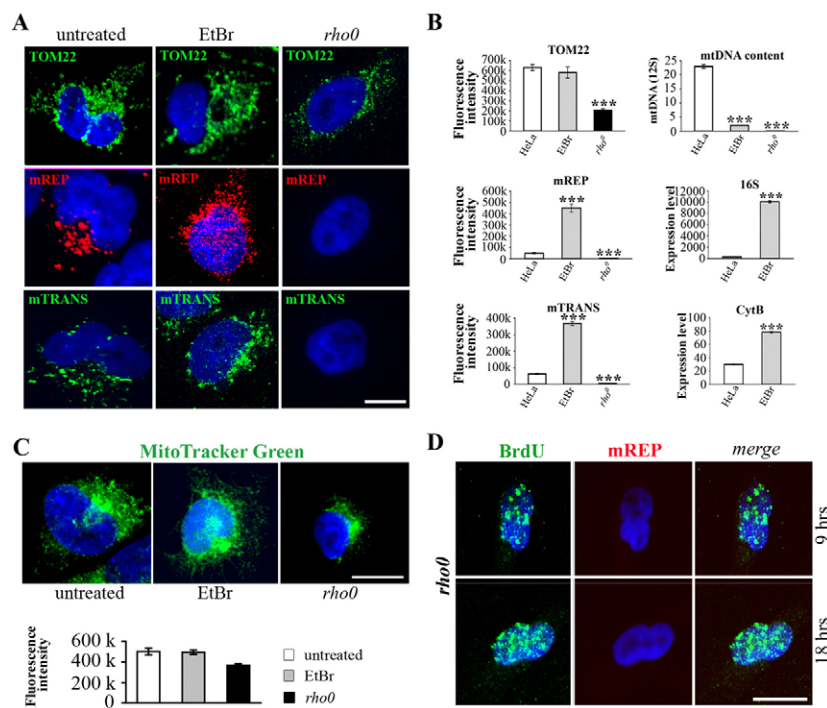 A
untreated
EtBr
rho0
TOM22
TOM22
TOM22
mREP
mREP
mREP
mTRANS
mTRANS
mTRANS
B
TOM22
Fluorescence
intensity
700k
600k
500k
400k
300k
200k
100k
0
***
HeLa
EtBr
rho⁰
mtDNA content
mtDNA (12S)
25
20
15
10
5
0
***
***
HeLa
EtBr
rho⁰
mREP
Fluorescence
intensity
600k
500k
400k
300k
200k
100k
0
***
***
HeLa
EtBr
rho⁰
16S
Expression level
12000
10000
8000
6000
4000
2000
0
***
HeLa
EtBr
mTRANS
Fluorescence
intensity
400k
300k
200k
100k
0
***
***
HeLa
EtBr
rho⁰
CytB
Expression level
100
80
60
40
20
0
***
HeLa
EtBr
C
MitoTracker Green
untreated
EtBr
rho0
Fluorescence
intensity
600 k
400 k
200 k
0
untreated
EtBr
rho0
D
BrdU
mREP
merge
rho0
9 hrs
18 hrs